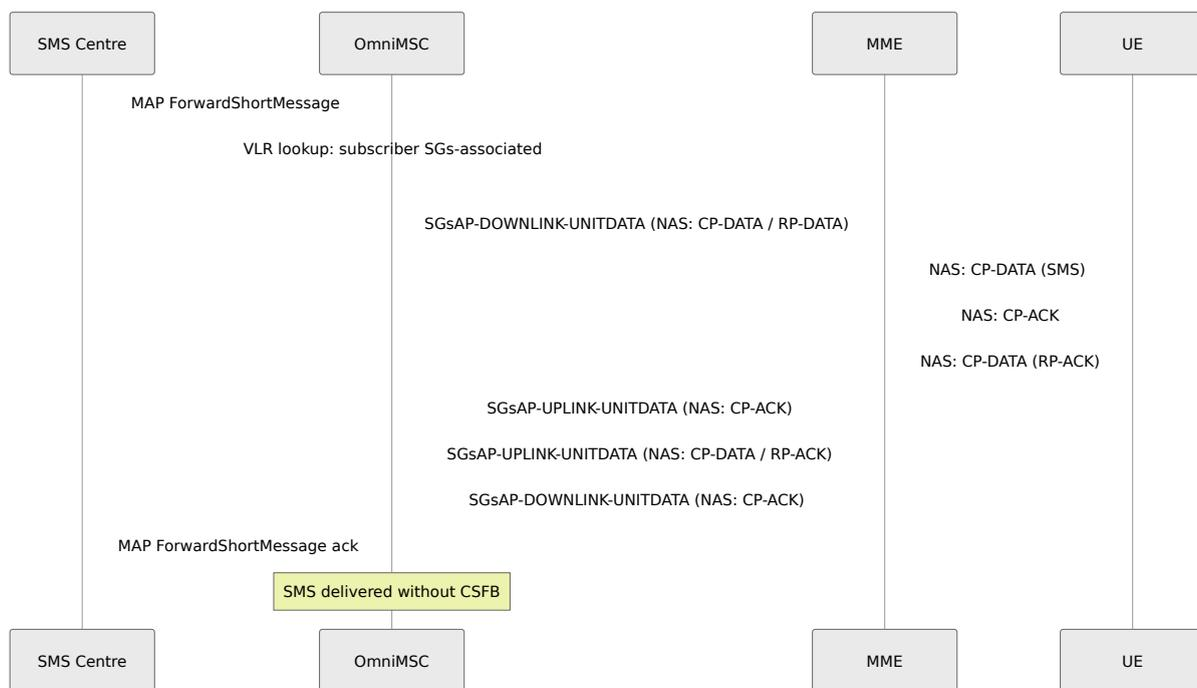 SMS Centre
OmniMSC
MME
UE
MAP ForwardShortMessage
VLR lookup: subscriber SGs-associated
SGsAP-DOWNLINK-UNITDATA (NAS: CP-DATA / RP-DATA)
NAS: CP-DATA (SMS)
NAS: CP-ACK
NAS: CP-DATA (RP-ACK)
SGsAP-UPLINK-UNITDATA (NAS: CP-ACK)
SGsAP-UPLINK-UNITDATA (NAS: CP-DATA / RP-ACK)
SGsAP-DOWNLINK-UNITDATA (NAS: CP-ACK)
MAP ForwardShortMessage ack
SMS delivered without CSFB
SMS Centre
OmniMSC
MME
UE